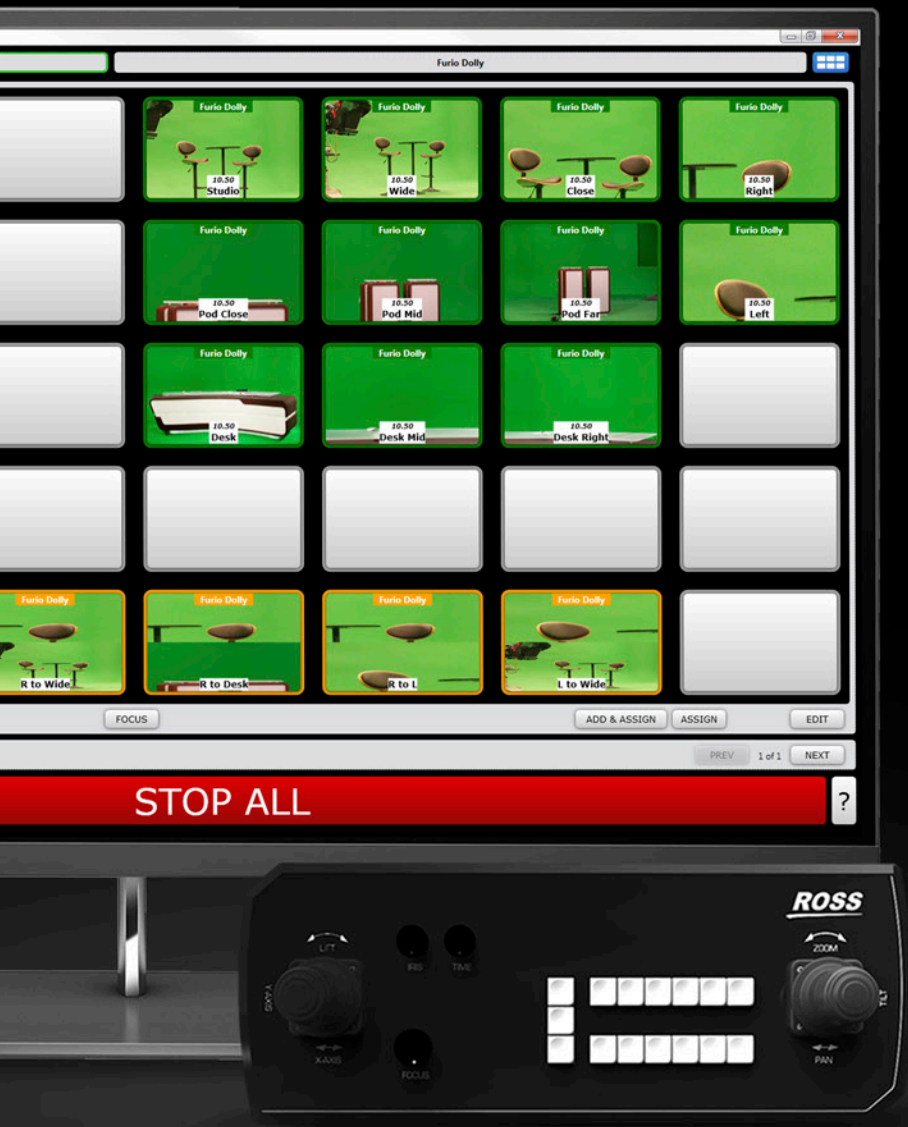 Furio Dolly
Furio Dolly
10.50
Studio
Furio Dolly
10.50
Wide
Furio Dolly
10.50
Close
Furio Dolly
10.50
Right
Furio Dolly
10.50
Pod Close
Furio Dolly
10.50
Pod Mid
Furio Dolly
10.50
Pod Far
Furio Dolly
10.50
Left
Furio Dolly
10.50
Desk
Furio Dolly
10.50
Desk Mid
Furio Dolly
10.50
Desk Right
Furio Dolly
R to Wide
Furio Dolly
R to Desk
Furio Dolly
R to L
Furio Dolly
L to Wide
FOCUS
ADD & ASSIGN
ASSIGN
EDIT
PREV
1 of 1
NEXT
STOP ALL
?
ROSS
LIFT
Y-AXIS
X-AXIS
IRIS
TIME
FOCUS
ZOOM
TILT
PAN